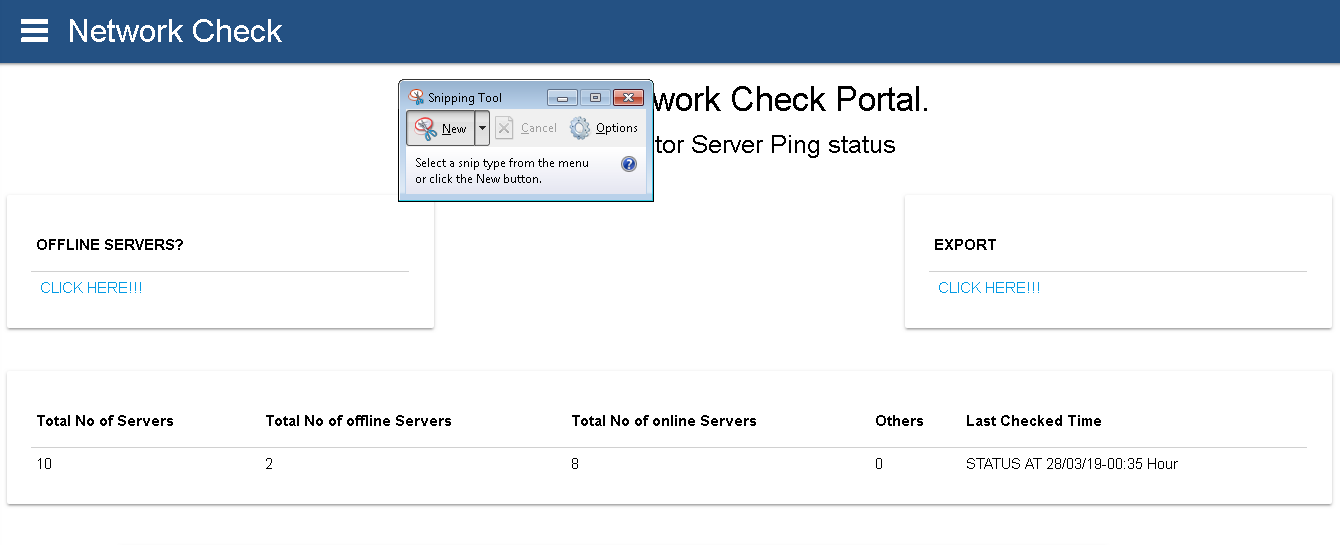 Network Check
work Check Portal.
tor Server Ping status
Snipping Tool
New Cancel Options
Select a snip type from the menu
or click the New button.
?
OFFLINE SERVERS?
CLICK HERE!!!
EXPORT
CLICK HERE!!!
Total No of Servers Total No of offline Servers Total No of online Servers Others Last Checked Time
10 2 8 0 STATUS AT 28/03/19-00:35 Hour